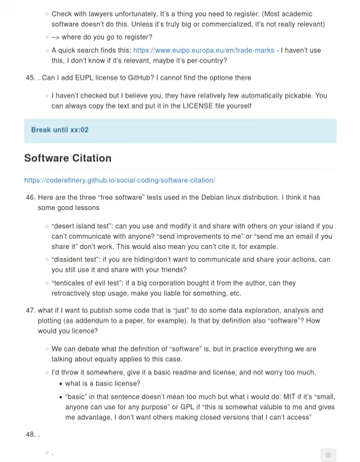 ◦ Check with lawyers unfortunately. It's a thing you need to register. (Most academic
software doesn't do this. Unless it's truly big or commercialized, it's not really relevant)
◦ –> where do you go to register?
◦ A quick search finds this: https://www.euipo.europa.eu/en/trade-marks - I haven't use
this, I don't know if it's relevant, maybe it's per-country?
45. . Can I add EUPL license to GitHub? I cannot find the optione there
◦ I haven't checked but I believe you, they have relatively few automatically pickable. You
can always copy the text and put it in the LICENSE file yourself
Break until xx:02
Software Citation
https://coderefinery.github.io/social-coding/software-citation/
46. Here are the three “free software” tests used in the Debian linux distribution. I think it has
some good lessons
◦ “desert island test”: can you use and modify it and share with others on your island if you
can't communicate with anyone? “send improvements to me” or “send me an email if you
share it” don't work. This would also mean you can't cite it, for example.
◦ “dissident test”: if you are hiding/don't want to communicate and share your actions, can
you still use it and share with your friends?
◦ “tenticales of evil test”: if a big corporation bought it from the author, can they
retroactively stop usage, make you liable for something, etc.
47. what if I want to publish some code that is “just” to do some data exploration, analysis and
plotting (as addendum to a paper, for example). Is that by definition also “software”? How
would you licence?
◦ We can debate what the definition of “software” is, but in practice everything we are
talking about equally applies to this case.
◦ I'd throw it somewhere, give it a basic readme and license, and not worry too much.
▪ what is a basic license?
▪ “basic” in that sentence doesn't mean too much but what i would do: MIT if it's “small,
anyone can use for any purpose” or GPL if “this is somewhat valuble to me and gives
me advantage, I don't want others making closed versions that I can't access”
48. .
◦ .